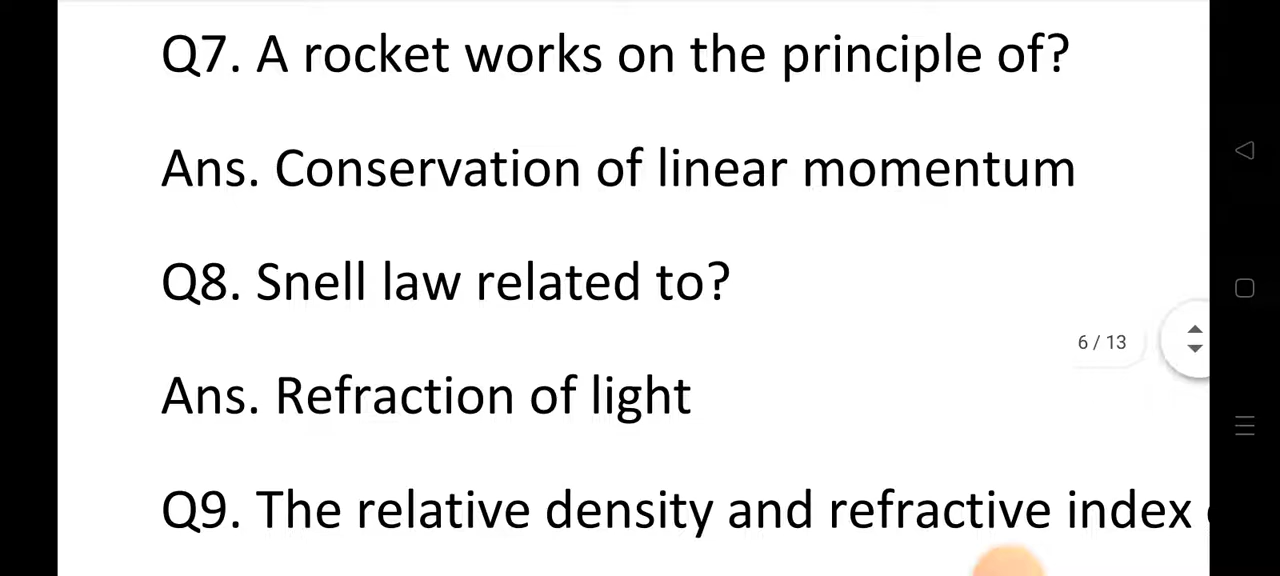 Q7. A rocket works on the principle of?
Ans. Conservation of linear momentum
Q8. Snell law related to?
6 / 13
Ans. Refraction of light
Q9. The relative density and refractive index